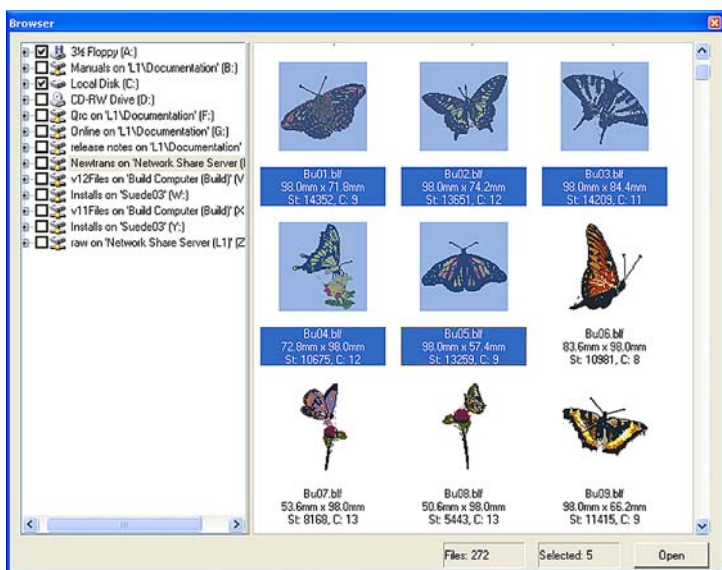 Browser
3½ Floppy (A:)
Manuals on 'L1\Documentation' (B:)
Local Disk (C:)
CD-RW Drive (D:)
Qrc on 'L1\Documentation' (F:)
Online on 'L1\Documentation' (G:)
release notes on 'L1\Documentation'
Newtrans on 'Network Share Server (
v12Files on 'Build Computer (Build)' (V
Installs on 'Suede03' (W:)
v11Files on 'Build Computer (Build)' (X
Installs on 'Suede03' (Y:)
raw on 'Network Share Server (L1)' (Z
Bu01.blf
98.0mm x 71.8mm
St: 14352, C: 9
Bu02.blf
98.0mm x 74.2mm
St: 13651, C: 12
Bu03.blf
98.0mm x 84.4mm
St: 14209, C: 11
Bu04.blf
72.8mm x 98.0mm
St: 10675, C: 12
Bu05.blf
98.0mm x 57.4mm
St: 13259, C: 9
Bu06.blf
83.6mm x 98.0mm
St: 10981, C: 8
Bu07.blf
53.6mm x 98.0mm
St: 8168, C: 13
Bu08.blf
50.6mm x 98.0mm
St: 5443, C: 13
Bu09.blf
98.0mm x 66.2mm
St: 11415, C: 9
Files: 272
Selected: 5
Open